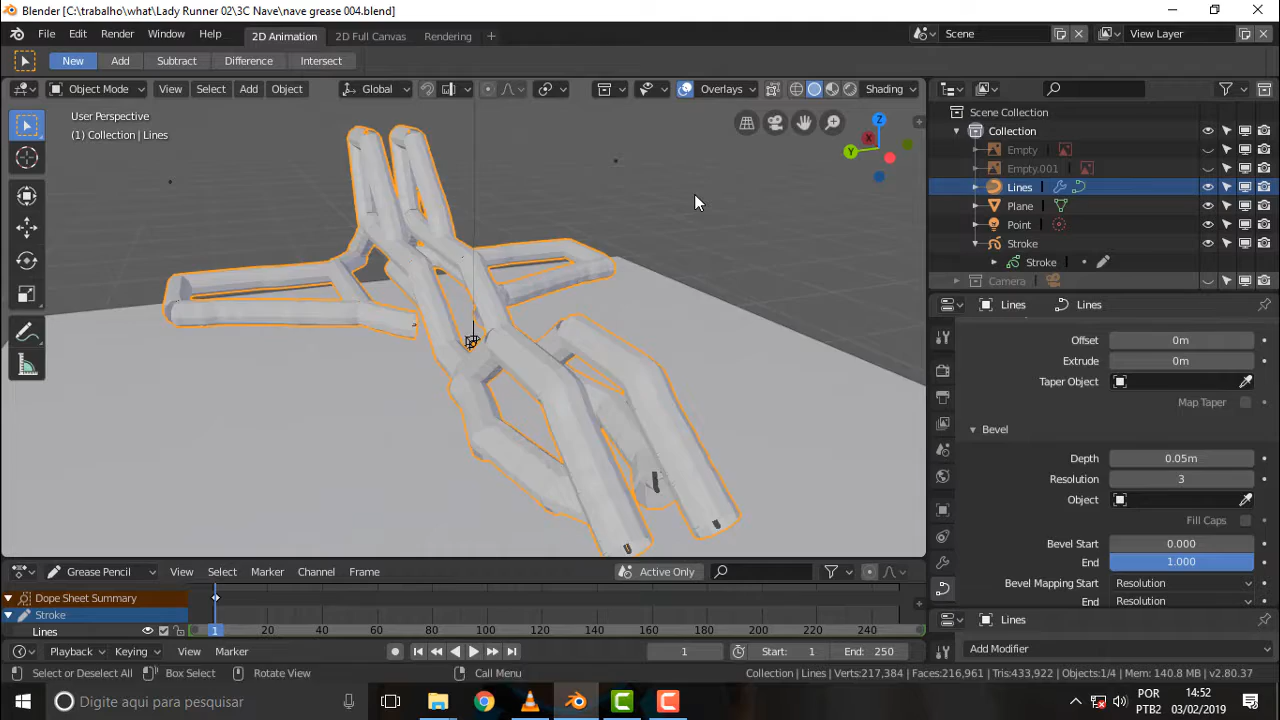 Blender [C:\trabalho\what\Lady Runner 02\3C Nave\nave grease 004.blend]
File Edit Render Window Help 2D Animation 2D Full Canvas Rendering Scene View Layer
New Add Subtract Difference Intersect
Object Mode View Select Add Object Global Overlays Shading
User Perspective
(1) Collection | Lines
Z
X
Y
Scene Collection
Collection
Empty
Empty.001
Lines
Plane
Point
Stroke
Stroke
Camera
Lines Lines
Offset 0m
Extrude 0m
Taper Object
Map Taper
Bevel
Depth 0.05m
Resolution 3
Object
Fill Caps
Bevel Start 0.000
End 1.000
Bevel Mapping Start Resolution
End Resolution
Lines
Add Modifier
Grease Pencil View Select Marker Channel Frame Active Only
Dope Sheet Summary
Stroke
Lines
1 20 40 60 80 100 120 140 160 180 200 220 240
Playback Keying View Marker 1 Start: 1 End: 250
Select or Deselect All Box Select Rotate View Call Menu Collection | Lines | Verts:217,384 | Faces:216,961 | Tris:433,922 | Objects:1/4 | Mem: 140.8 MB | v2.80.37
Digite aqui para pesquisar
POR
PTB2
14:52
03/02/2019